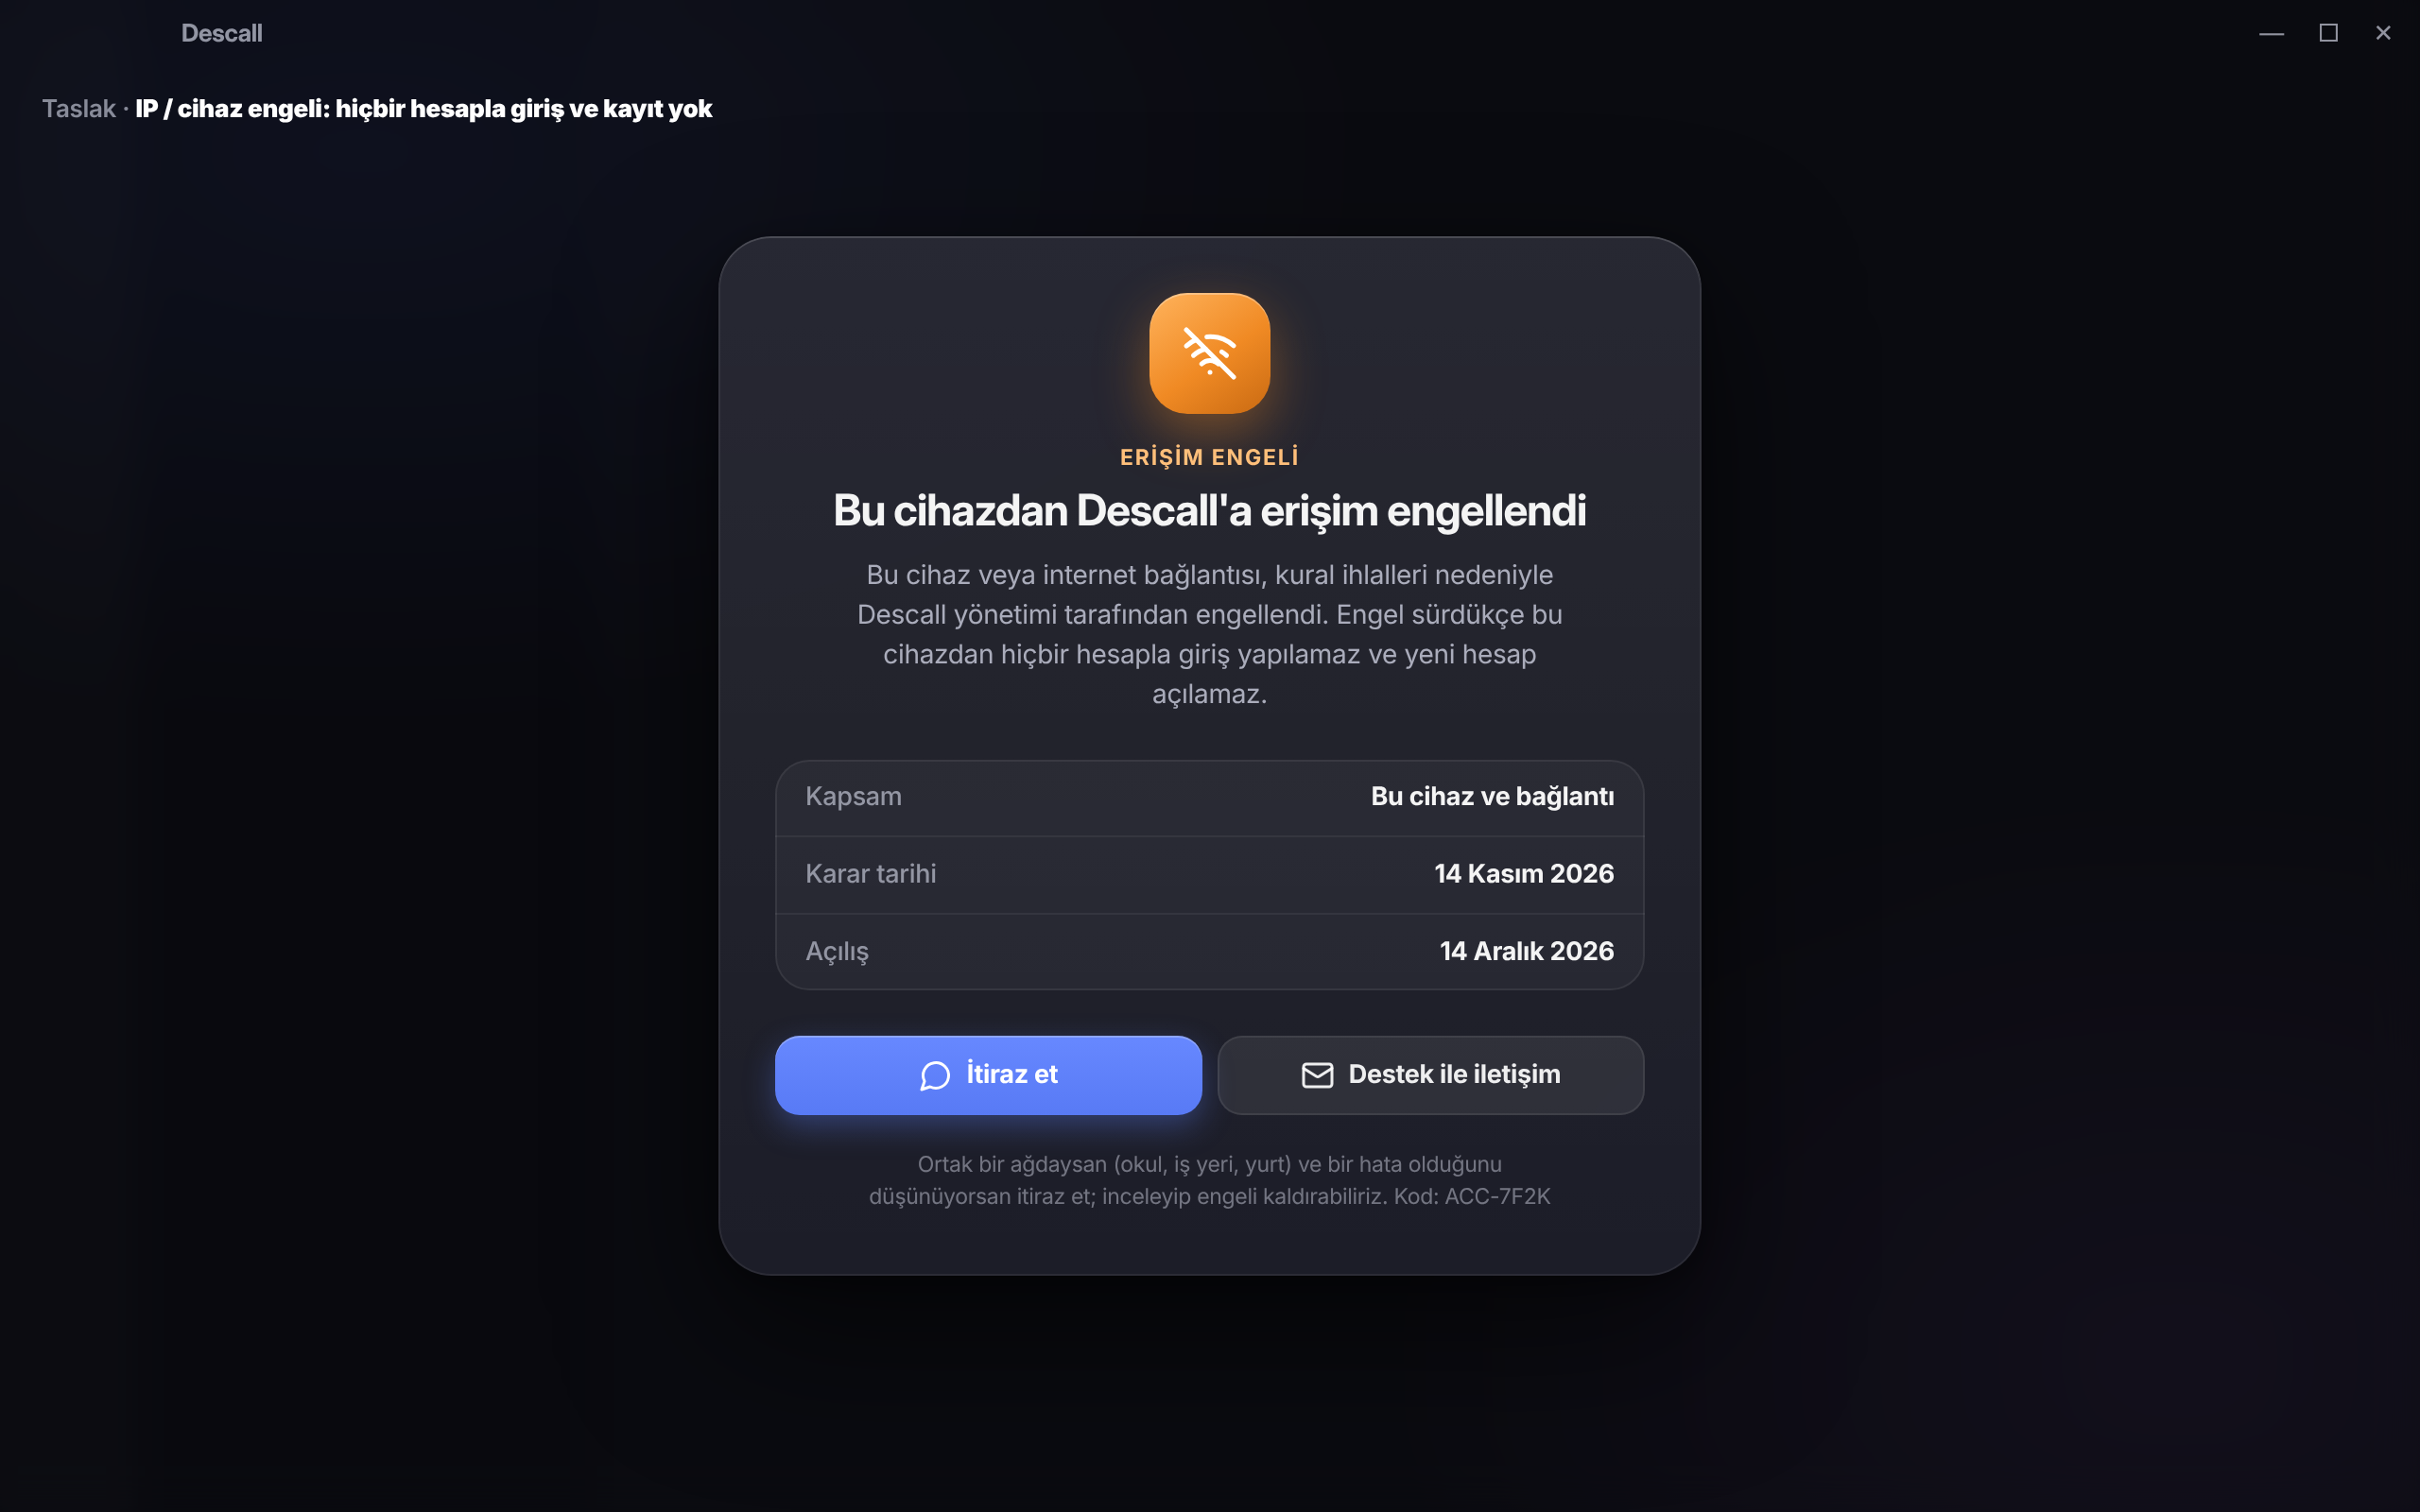 Descall
Taslak · IP / cihaz engeli: hiçbir hesapla giriş ve kayıt yok
ERİŞİM ENGELİ
Bu cihazdan Descall'a erişim engellendi
Bu cihaz veya internet bağlantısı, kural ihlalleri nedeniyle
Descall yönetimi tarafından engellendi. Engel sürdükçe bu
cihazdan hiçbir hesapla giriş yapılamaz ve yeni hesap
açılamaz.
Kapsam Bu cihaz ve bağlantı
Karar tarihi 14 Kasım 2026
Açılış 14 Aralık 2026
İtiraz et Destek ile iletişim
Ortak bir ağdaysan (okul, iş yeri, yurt) ve bir hata olduğunu
düşünüyorsan itiraz et; inceleyip engeli kaldırabiliriz. Kod: ACC-7F2K